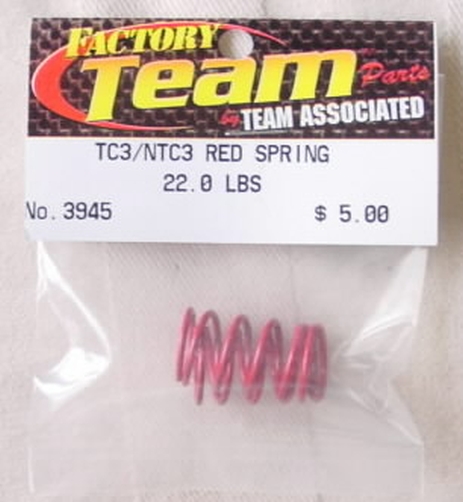 FACTORY
Team Parts
by TEAM ASSOCIATED
TC3/NTC3 RED SPRING
22.0 LBS
No. 3945 $ 5.00